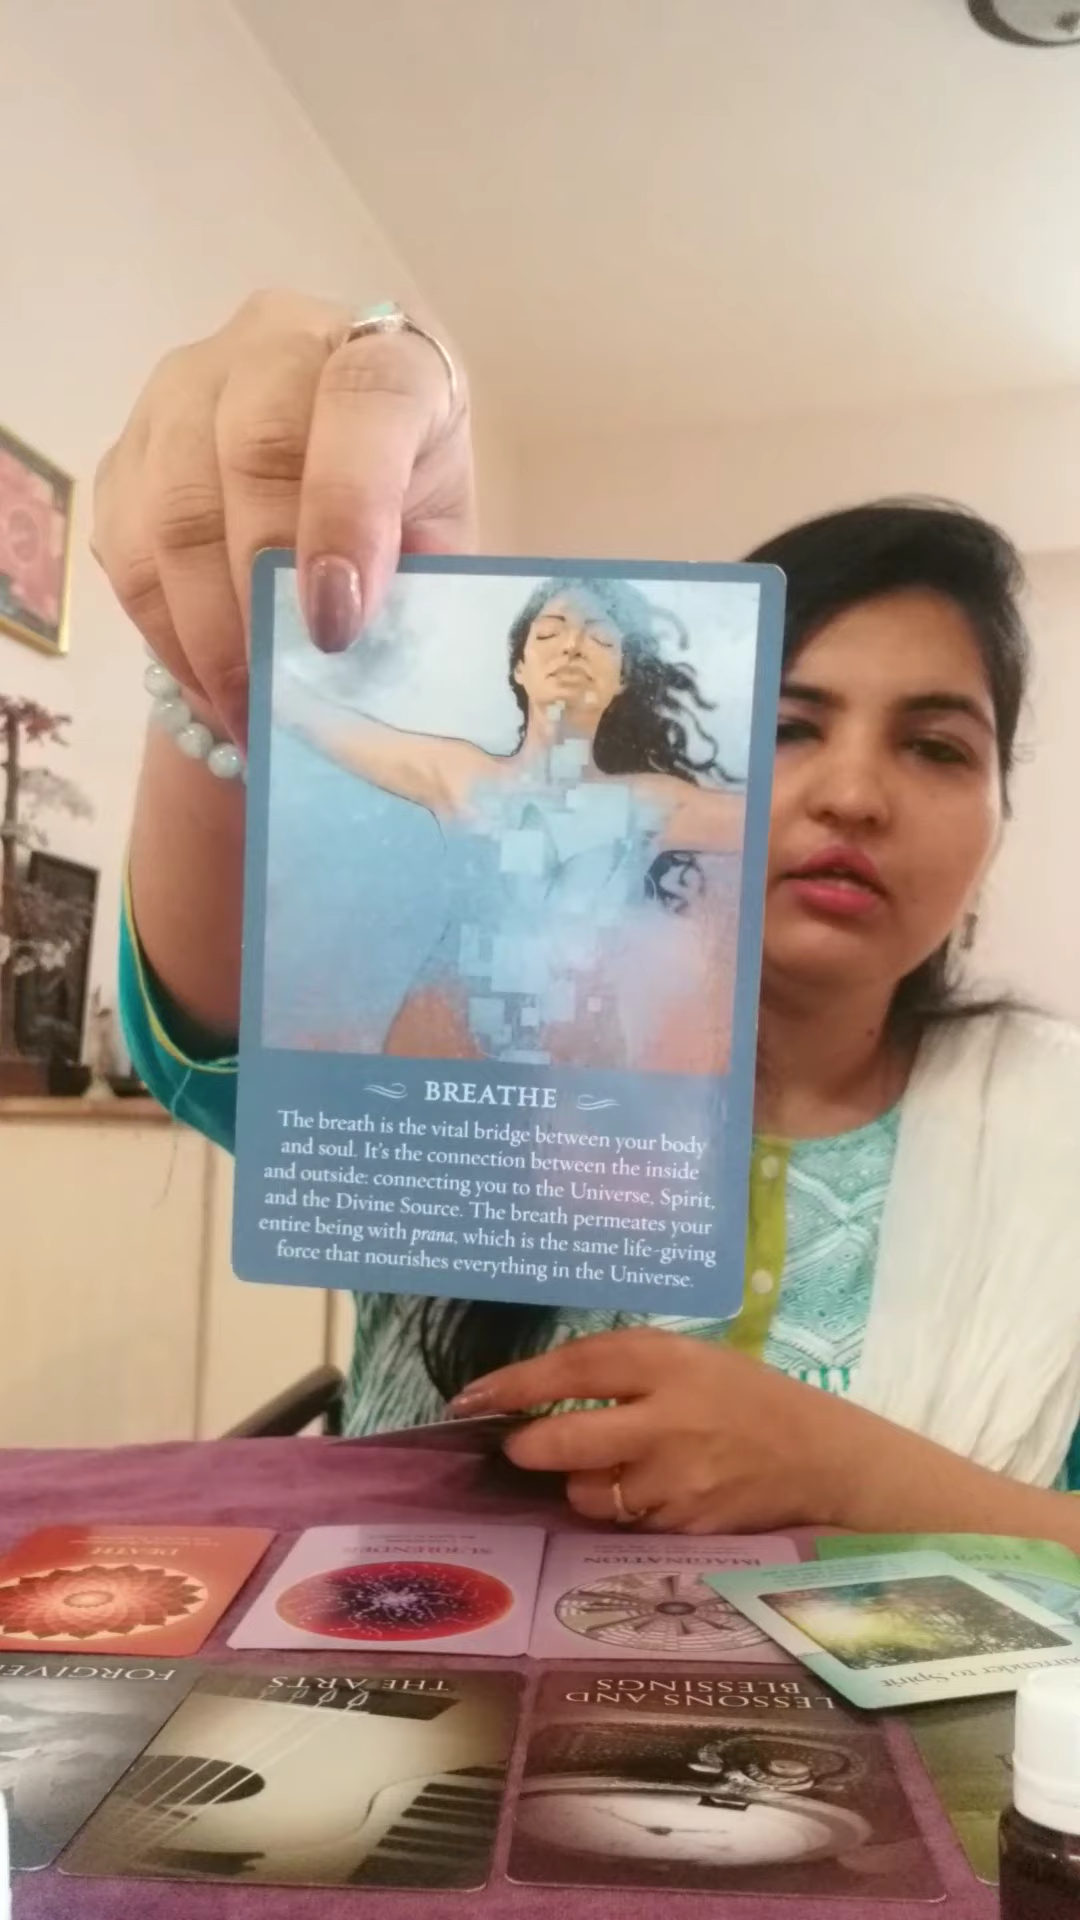 BREATHE
The breath is the vital bridge between your body
and soul. It's the connection between the inside
and outside: connecting you to the Universe, Spirit,
and the Divine Source. The breath permeates your
entire being with prana, which is the same life-giving
force that nourishes everything in the Universe.
DEATH
SURRENDER
IMAGINATION
Surrender to Spirit
THE ARTS
LESSONS AND
BLESSINGS